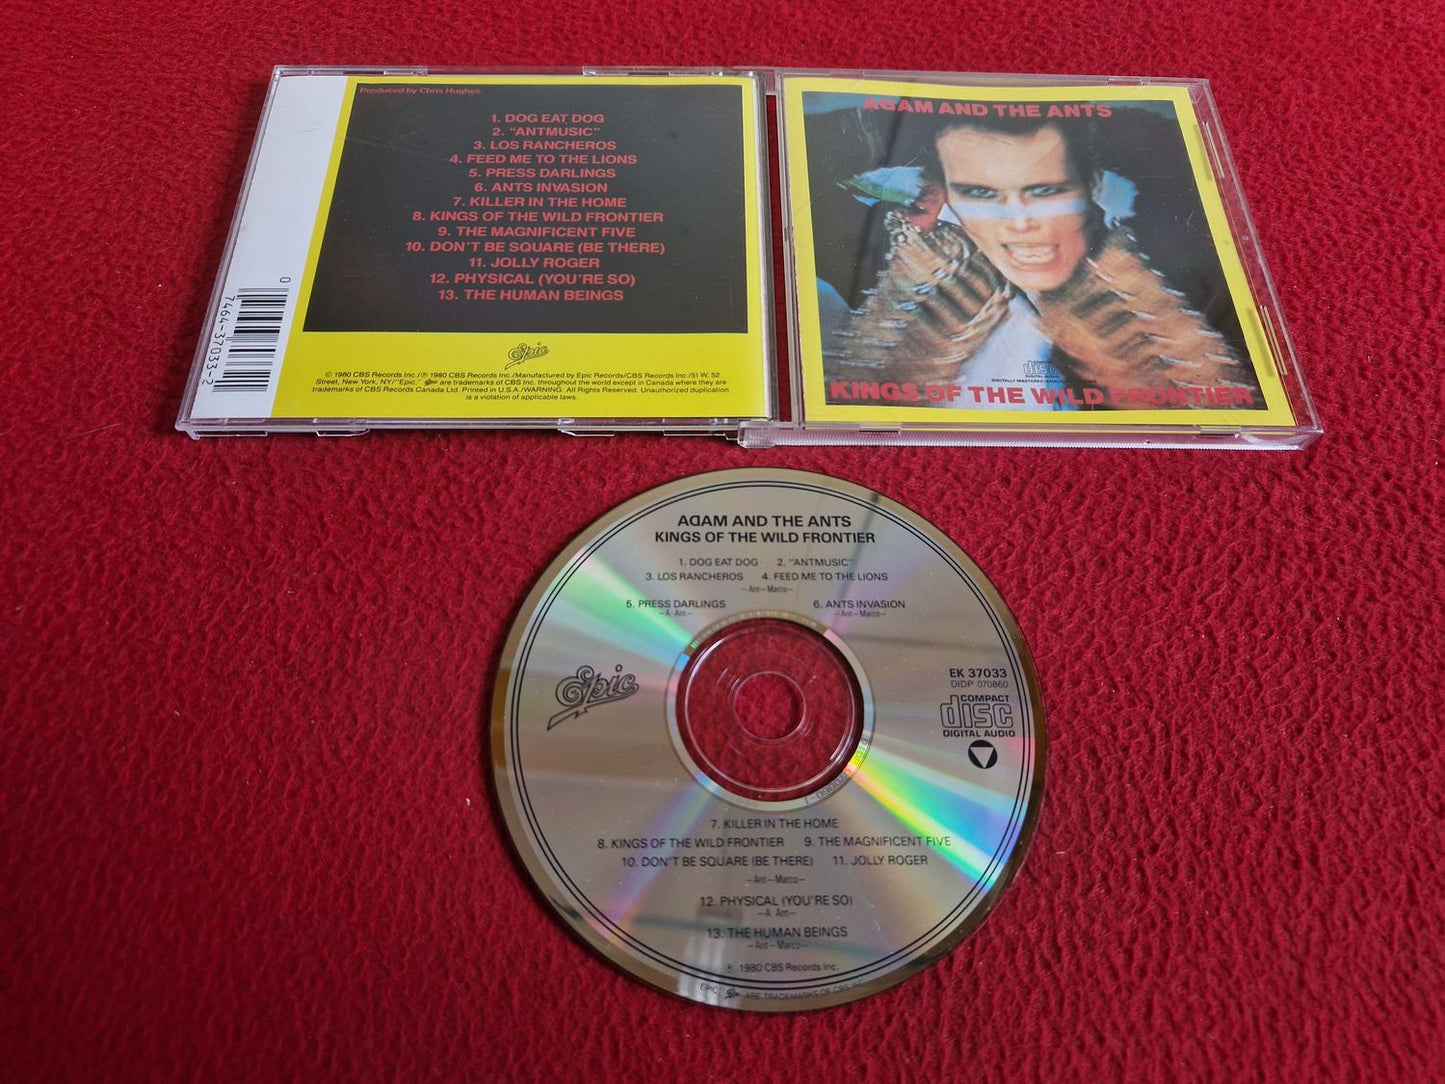 Produced by Chris Hughes
1. DOG EAT DOG
2. "ANTMUSIC"
3. LOS RANCHEROS
4. FEED ME TO THE LIONS
5. PRESS DARLINGS
6. ANTS INVASION
7. KILLER IN THE HOME
8. KINGS OF THE WILD FRONTIER
9. THE MAGNIFICENT FIVE
10. DON'T BE SQUARE (BE THERE)
11. JOLLY ROGER
12. PHYSICAL (YOU'RE SO)
13. THE HUMAN BEINGS
0 7464-37033-2
Epic
© 1980 CBS Records Inc./℗ 1980 CBS Records Inc./Manufactured by Epic Records/CBS Records Inc./51 W. 52
Street, New York, NY/"Epic," Epic are trademarks of CBS Inc. throughout the world except in Canada where they are
trademarks of CBS Records Canada Ltd. Printed in U.S.A./WARNING: All Rights Reserved. Unauthorized duplication
is a violation of applicable laws.
ADAM AND THE ANTS
disc
DIGITAL AUDIO
KINGS OF THE WILD FRONTIER
ADAM AND THE ANTS
KINGS OF THE WILD FRONTIER
1. DOG EAT DOG 2. "ANTMUSIC"
3. LOS RANCHEROS 4. FEED ME TO THE LIONS
—Ant—Marco—
5. PRESS DARLINGS 6. ANTS INVASION
—A. Ant— —Ant—Marco—
Epic
EK 37033
DIDP 070860
COMPACT
disc
DIGITAL AUDIO
7. KILLER IN THE HOME
8. KINGS OF THE WILD FRONTIER 9. THE MAGNIFICENT FIVE
10. DON'T BE SQUARE (BE THERE) 11. JOLLY ROGER
—Ant—Marco—
12. PHYSICAL (YOU'RE SO)
—A. Ant—
13. THE HUMAN BEINGS
—Ant—Marco—
℗ 1980 CBS Records Inc.
EPIC, Epic ARE TRADEMARKS OF CBS INC.